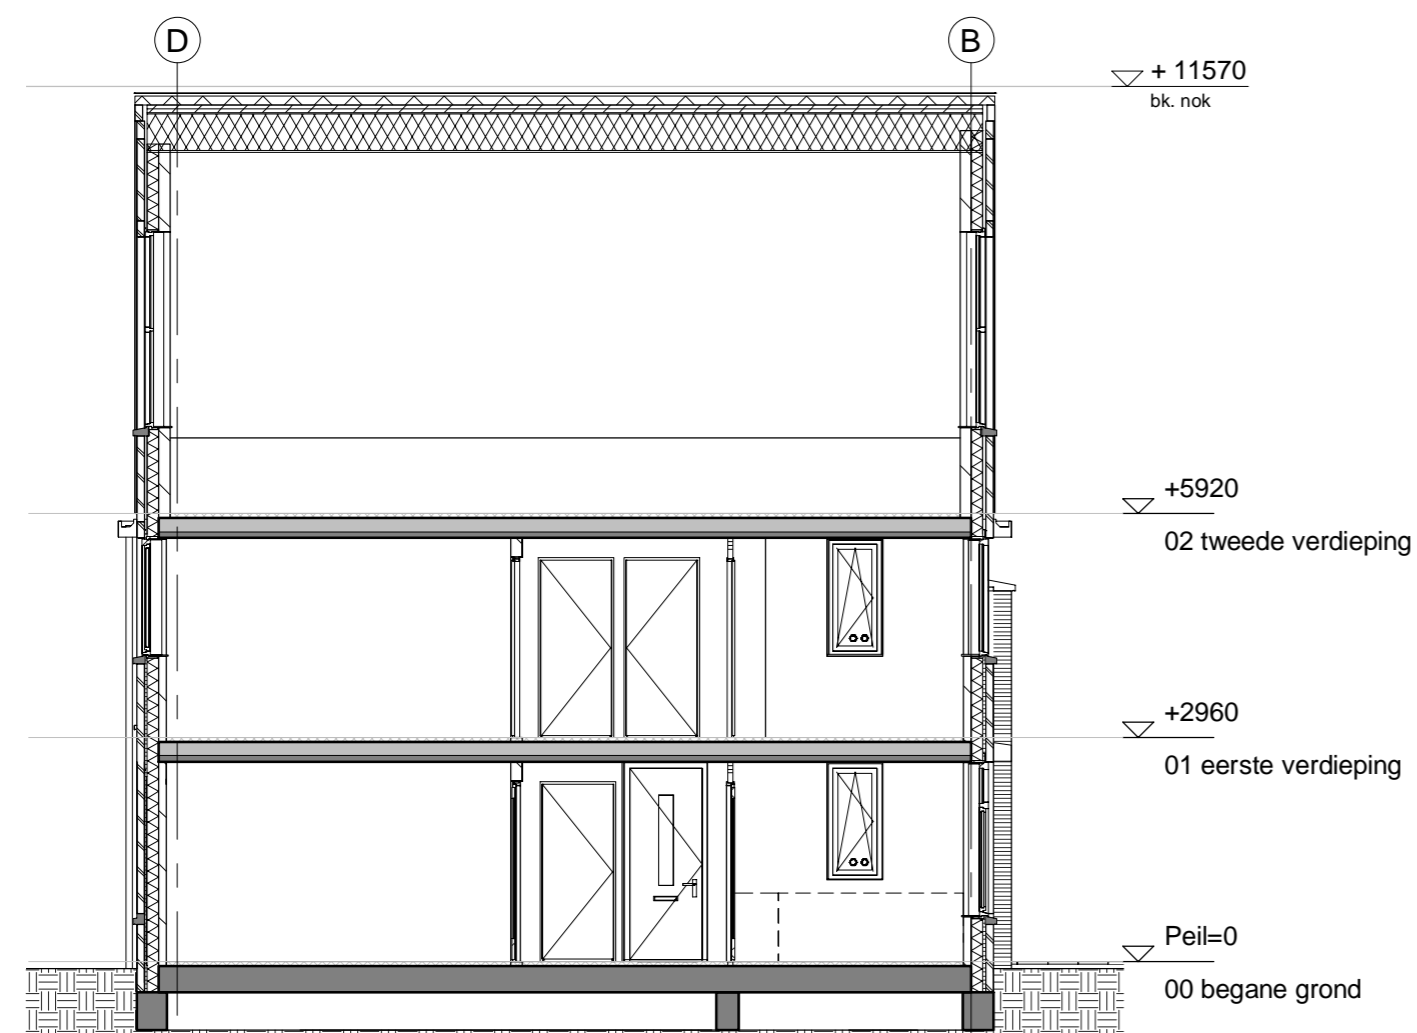 D
B
+ 11570
bk. nok
+5920
02 tweede verdieping
+2960
01 eerste verdieping
Peil=0
00 begane grond